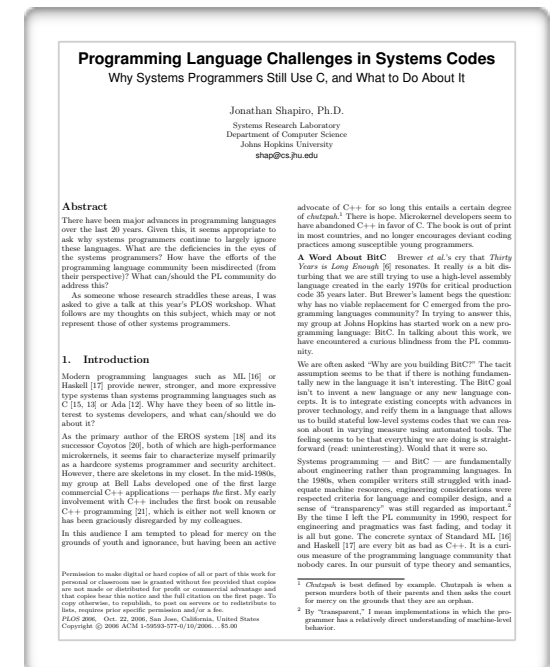 Programming Language Challenges in Systems Codes
Why Systems Programmers Still Use C, and What to Do About It
Jonathan Shapiro, Ph.D.
Systems Research Laboratory
Department of Computer Science
Johns Hopkins University
shap@cs.jhu.edu
Abstract
There have been major advances in programming languages
over the last 20 years. Given this, it seems appropriate to
ask why systems programmers continue to largely ignore
these languages. What are the deficiencies in the eyes of
the systems programmers? How have the efforts of the
programming language community been misdirected (from
their perspective)? What can/should the PL community do
address this?
As someone whose research straddles these areas, I was
asked to give a talk at this year's PLOS workshop. What
follows are my thoughts on this subject, which may or not
represent those of other systems programmers.
1. Introduction
Modern programming languages such as ML [16] or
Haskell [17] provide newer, stronger, and more expressive
type systems than systems programming languages such as
C [15, 13] or Ada [12]. Why have they been of so little in-
terest to systems developers, and what can/should we do
about it?
As the primary author of the EROS system [18] and its
successor Coyotos [20], both of which are high-performance
microkernels, it seems fair to characterize myself primarily
as a hardcore systems programmer and security architect.
However, there are skeletons in my closet. In the mid-1980s,
my group at Bell Labs developed one of the first large
commercial C++ applications — perhaps the first. My early
involvement with C++ includes the first book on reusable
C++ programming [21], which is either not well known or
has been graciously disregarded by my colleagues.
In this audience I am tempted to plead for mercy on the
grounds of youth and ignorance, but having been an active
Permission to make digital or hard copies of all or part of this work for
personal or classroom use is granted without fee provided that copies
are not made or distributed for profit or commercial advantage and
that copies bear this notice and the full citation on the first page. To
copy otherwise, to republish, to post on servers or to redistribute to
lists, requires prior specific permission and/or a fee.
PLOS 2006, Oct. 22, 2006, San Jose, California, United States
Copyright © 2006 ACM 1-59593-577-0/10/2006...$5.00
advocate of C++ for so long this entails a certain degree
of chutzpah.1 There is hope. Microkernel developers seem to
have abandoned C++ in favor of C. The book is out of print
in most countries, and no longer encourages deviant coding
practices among susceptible young programmers.
A Word About BitC Brewer et al.'s cry that Thirty
Years is Long Enough [6] resonates. It really is a bit dis-
turbing that we are still trying to use a high-level assembly
language created in the early 1970s for critical production
code 35 years later. But Brewer's lament begs the question:
why has no viable replacement for C emerged from the pro-
gramming languages community? In trying to answer this,
my group at Johns Hopkins has started work on a new pro-
gramming language: BitC. In talking about this work, we
have encountered a curious blindness from the PL commu-
nity.
We are often asked "Why are you building BitC?" The tacit
assumption seems to be that if there is nothing fundamen-
tally new in the language it isn't interesting. The BitC goal
isn't to invent a new language or any new language con-
cepts. It is to integrate existing concepts with advances in
prover technology, and reify them in a language that allows
us to build stateful low-level systems codes that we can rea-
son about in varying measure using automated tools. The
feeling seems to be that everything we are doing is straight-
forward (read: uninteresting). Would that it were so.
Systems programming — and BitC — are fundamentally
about engineering rather than programming languages. In
the 1980s, when compiler writers still struggled with inad-
equate machine resources, engineering considerations were
respected criteria for language and compiler design, and a
sense of "transparency" was still regarded as important.2
By the time I left the PL community in 1990, respect for
engineering and pragmatics was fast fading, and today it
is all but gone. The concrete syntax of Standard ML [16]
and Haskell [17] are every bit as bad as C++. It is a curi-
ous measure of the programming language community that
nobody cares. In our pursuit of type theory and semantics,
1 Chutzpah is best defined by example. Chutzpah is when a
person murders both of their parents and then asks the court
for mercy on the grounds that they are an orphan.
2 By "transparent," I mean implementations in which the pro-
grammer has a relatively direct understanding of machine-level
behavior.